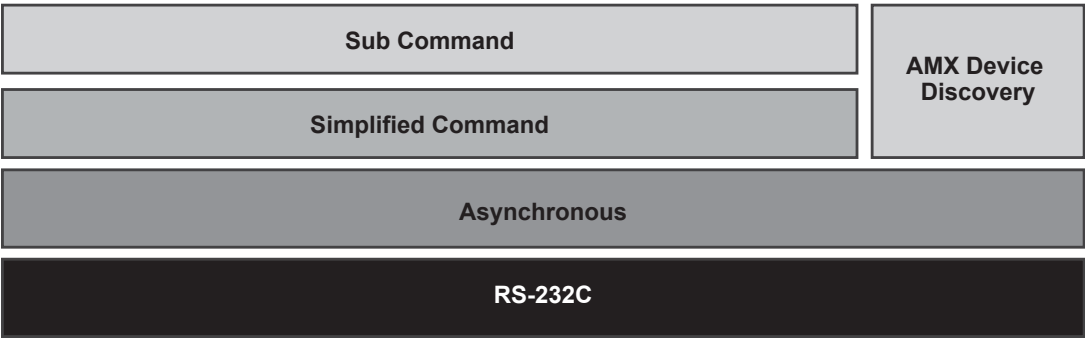 Sub Command
AMX Device
Discovery
Simplified Command
Asynchronous
RS-232C